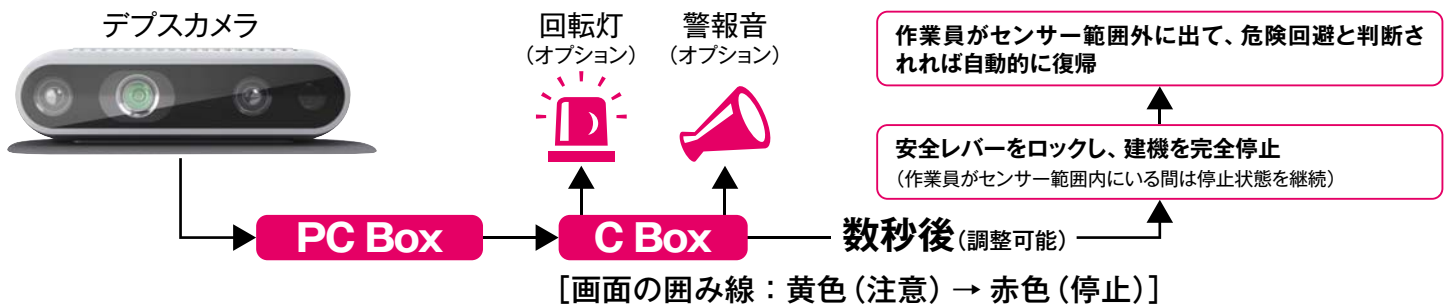 デプスカメラ
回転灯
（オプション）
警報音
（オプション）
作業員がセンサー範囲外に出て、危険回避と判断さ
れれば自動的に復帰
安全レバーをロックし、建機を完全停止
（作業員がセンサー範囲内にいる間は停止状態を継続）
PC Box
C Box
数秒後（調整可能）
［画面の囲み線：黄色（注意）→ 赤色（停止）］